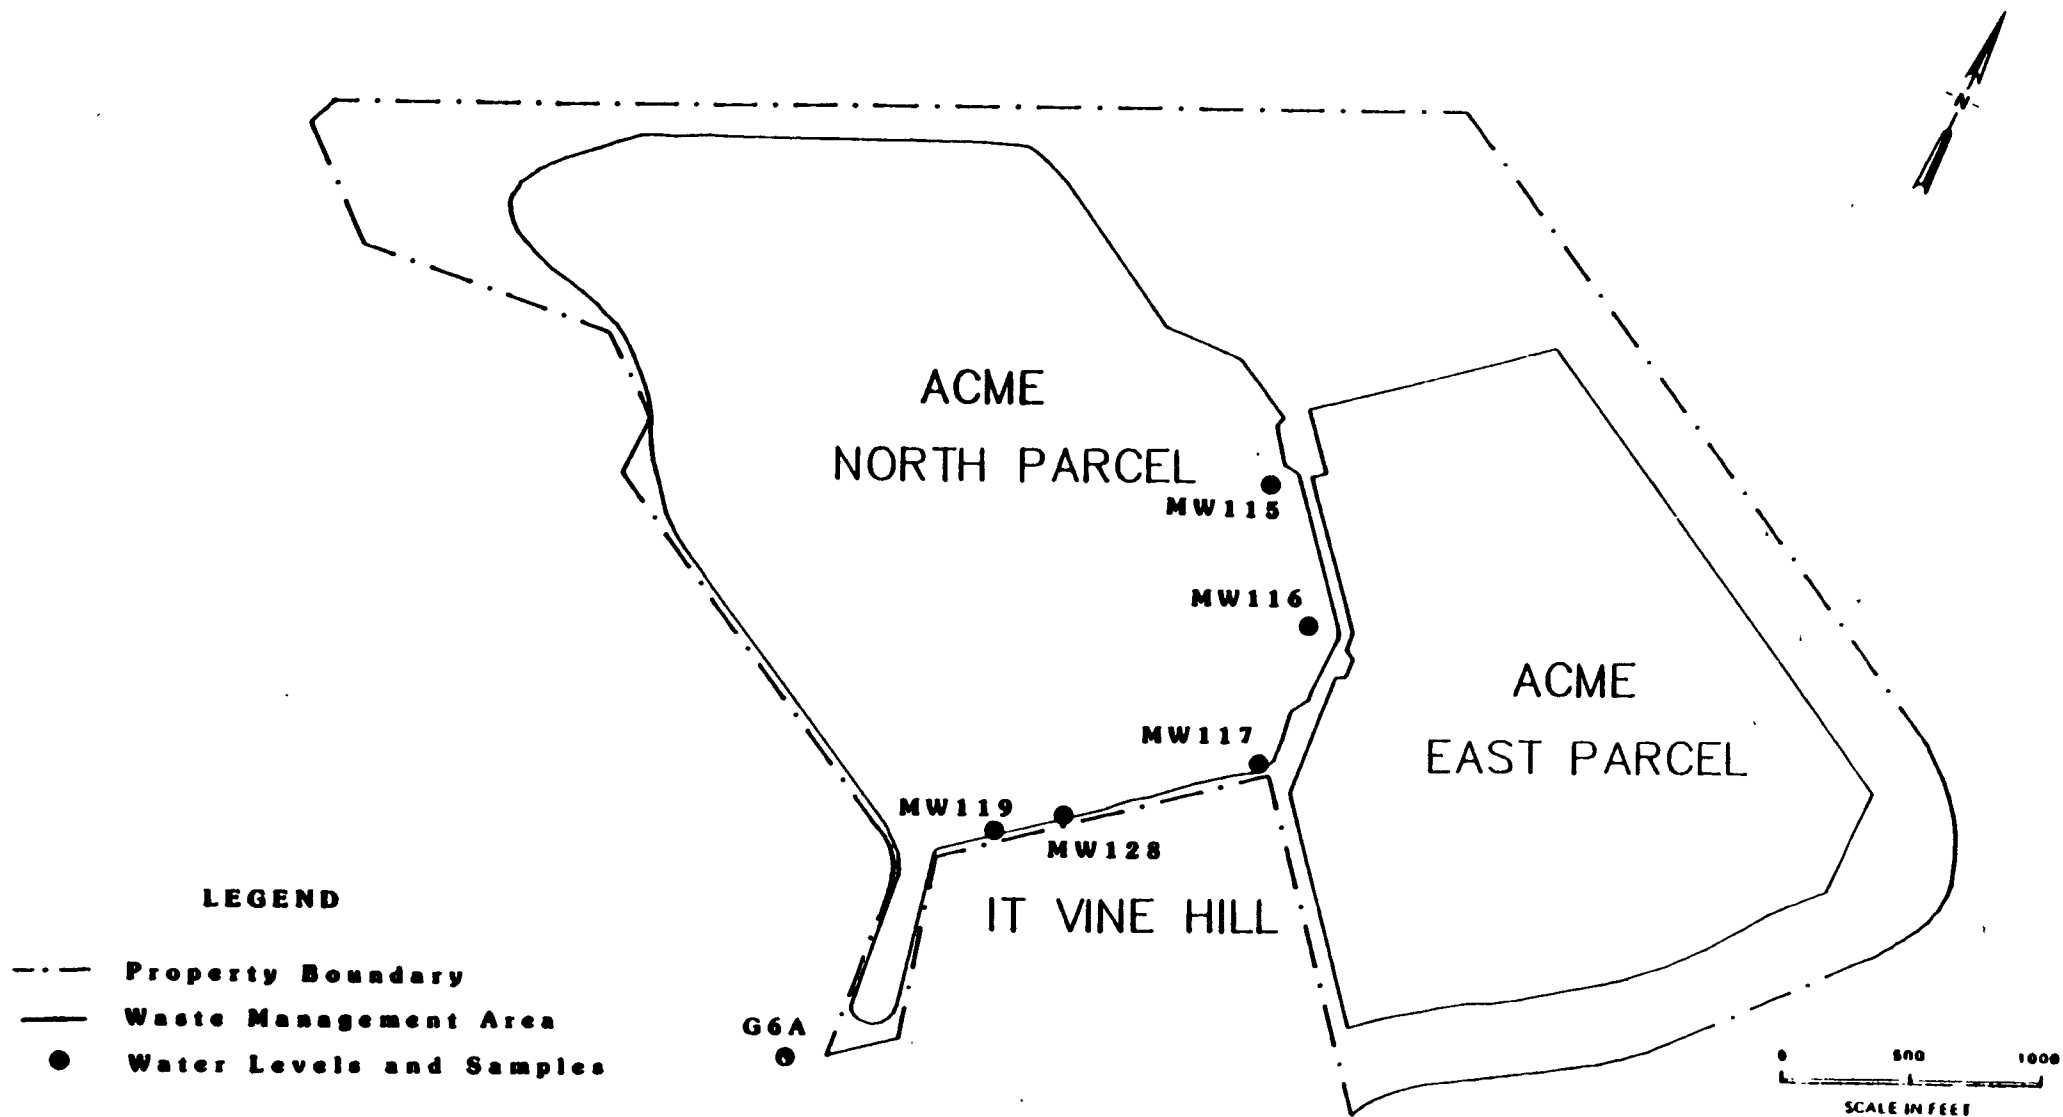 N
ACME
NORTH PARCEL
MW115
MW116
ACME
EAST PARCEL
MW117
MW119
MW128
IT VINE HILL
G6A
LEGEND
Property Boundary
Waste Management Area
Water Levels and Samples
0 500 1000
SCALE IN FEET